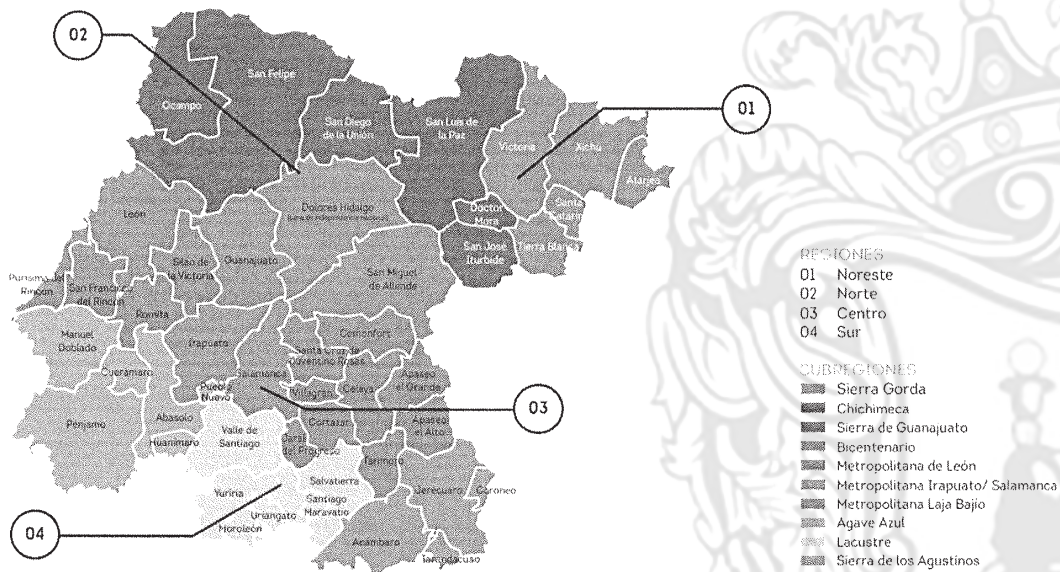 02
San Felipe
Ocampo
San Diego
de la Unión
San Luis de
la Paz
01
Victoria
Xichú
Atarjea
León
Dolores Hidalgo
Doctor
Mora
Santa
Catarina
San José
Iturbide
Tierra Blanca
Silao de
la Victoria
Guanajuato
San Miguel
de Allende
Purísima del
Rincón
San Francisco
del Rincón
Romita
Manuel
Doblado
Cuerámaro
Irapuato
Salamanca
Comonfort
Santa Cruz de
Juventino Rosas
Apaseo
el Grande
Puebla
Nuevo
Villagrán
Celaya
03
Pénjamo
Abasolo
Huanímaro
Valle de
Santiago
Cortazar
Apaseo
el Alto
Jaral
del Progreso
Tarimoro
Salvatierra
Jerécuaro
Coroneo
Yuriria
Santiago
Maravatío
Uriangato
Moroleón
04
Acámbaro
Tarandacuao
REGIONES
01 Noreste
02 Norte
03 Centro
04 Sur
CUBREGIONES
Sierra Gorda
Chichimeca
Sierra de Guanajuato
Bicentenario
Metropolitana de León
Metropolitana Irapuato/ Salamanca
Metropolitana Laja Bajío
Agave Azul
Lacustre
Sierra de los Agustinos